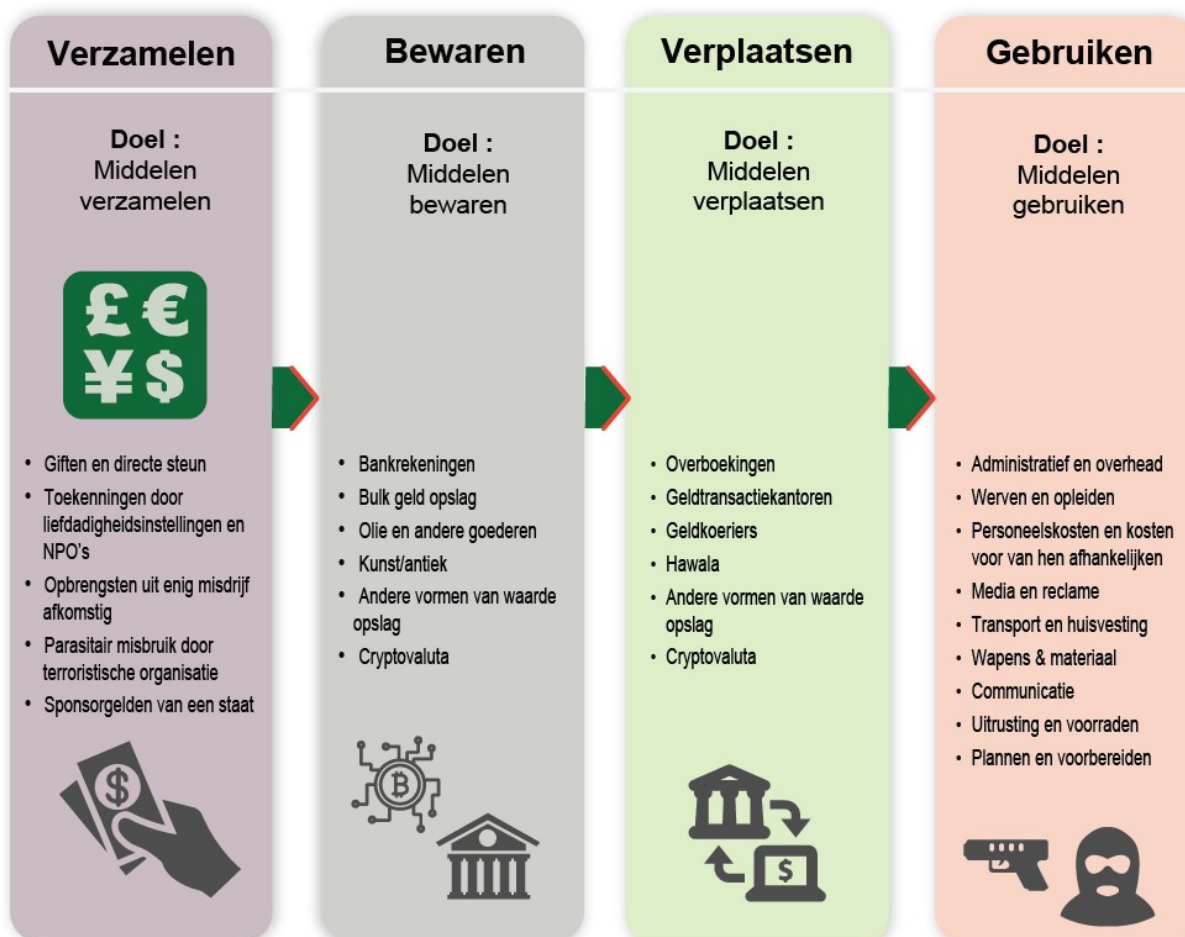 Verzamelen
Doel :
Middelen
verzamelen
£ €
¥ $
• Giften en directe steun
• Toekenningen door
liefdadigheidsinstellingen en
NPO's
• Opbrengsten uit enig misdrijf
afkomstig
• Parasitair misbruik door
terroristische organisatie
• Sponsorgelden van een staat
$
Bewaren
Doel :
Middelen
bewaren
• Bankrekeningen
• Bulk geld opslag
• Olie en andere goederen
• Kunst/antiek
• Andere vormen van waarde
opslag
• Cryptovaluta
B
Verplaatsen
Doel :
Middelen
verplaatsen
• Overboekingen
• Geldtransactiekantoren
• Geldkoeriers
• Hawala
• Andere vormen van waarde
opslag
• Cryptovaluta
$
Gebruiken
Doel :
Middelen
gebruiken
• Administratief en overhead
• Werven en opleiden
• Personeelskosten en kosten
voor van hen afhankelijken
• Media en reclame
• Transport en huisvesting
• Wapens & materiaal
• Communicatie
• Uitrusting en voorraden
• Plannen en voorbereiden